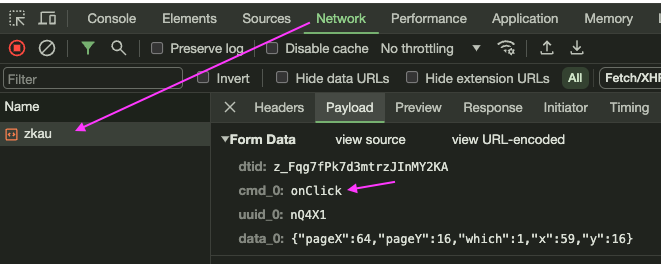 Console Elements Sources Network Performance Application Memory
Preserve log Disable cache No throttling
Filter Invert Hide data URLs Hide extension URLs All Fetch/XHR
Name
Headers Payload Preview Response Initiator Timing
zkau
Form Data view source view URL-encoded
dtid: z_Fqg7fPk7d3mtrzJInMY2KA
cmd_0: onClick
uuid_0: nQ4X1
data_0: {"pageX":64,"pageY":16,"which":1,"x":59,"y":16}